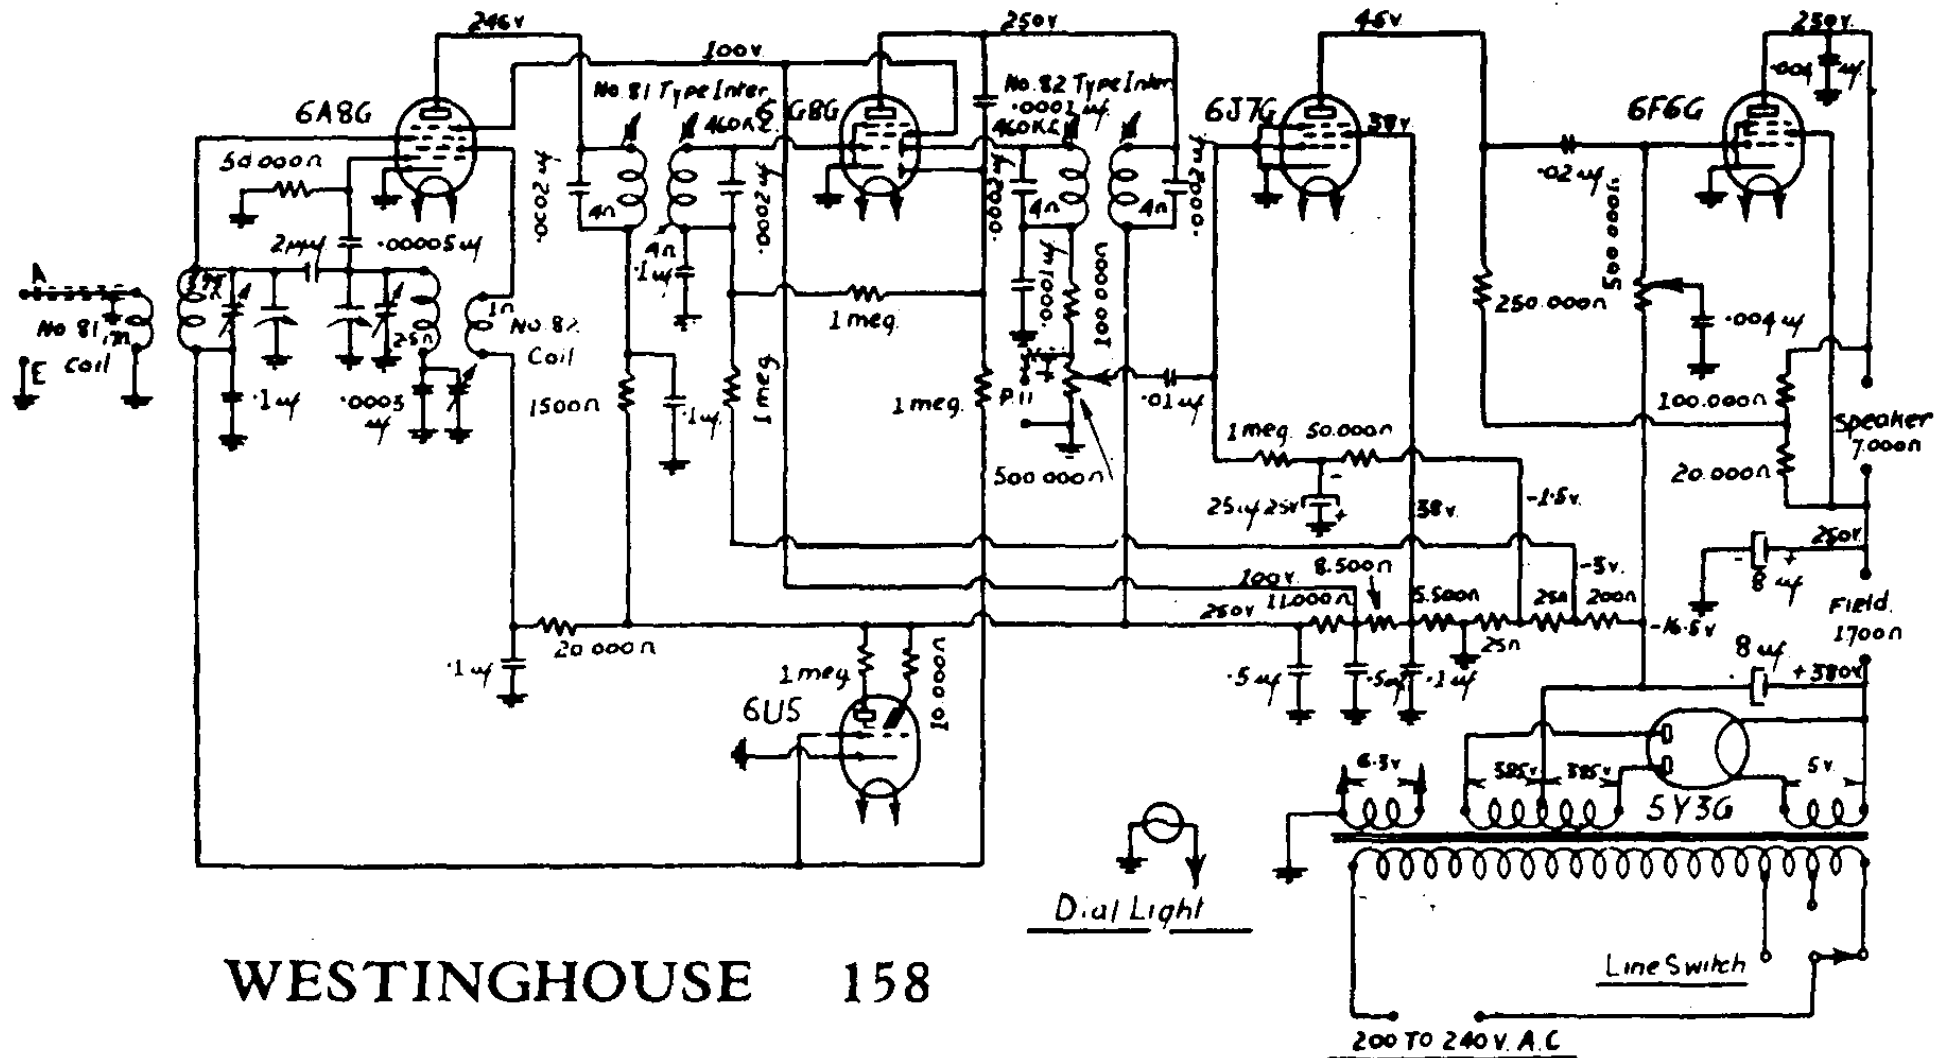 246v
100v
250v
45v
250v
.001 uf
No. 81 Type Inter
No. 82 Type Inter
.0001 uf
6A8G
G8G
6J7G
6F6G
460KC
460KC
38v
50.000Ω
.0002 uf
.0002 uf
.0002 uf
.0002 uf
.02 uf
4Ω
4Ω
4Ω
4Ω
2μμf
.00005 uf
.1 uf
500 000Ω
A
1Ω
250.000Ω
.004 uf
No 81
Coil
No. 82
Coil
25Ω
1 meg.
.0001 uf
100 000Ω
E
.1 uf
.0003
uf
1500Ω
.1 uf
1 meg
1 meg.
P.U
.01 uf
100.000Ω
Speaker
7.000Ω
1 meg.
50.000Ω
500 000Ω
20.000Ω
-
25 uf 25v
+
38v.
-1.5v.
250v
- +
8 uf
100v.
8.500Ω
-3v.
250v
11.000Ω
5.500Ω
25Ω
200Ω
Field.
1700Ω
-16.5v
25Ω
20 000Ω
.1 uf
1 meg
10.000Ω
.5 uf
.5 uf
.1 uf
8 uf
+380v
6U5
6.3v
385v
385v
5v.
5Y3G
Dial Light
WESTINGHOUSE 158
Line Switch
200 TO 240 V. A.C